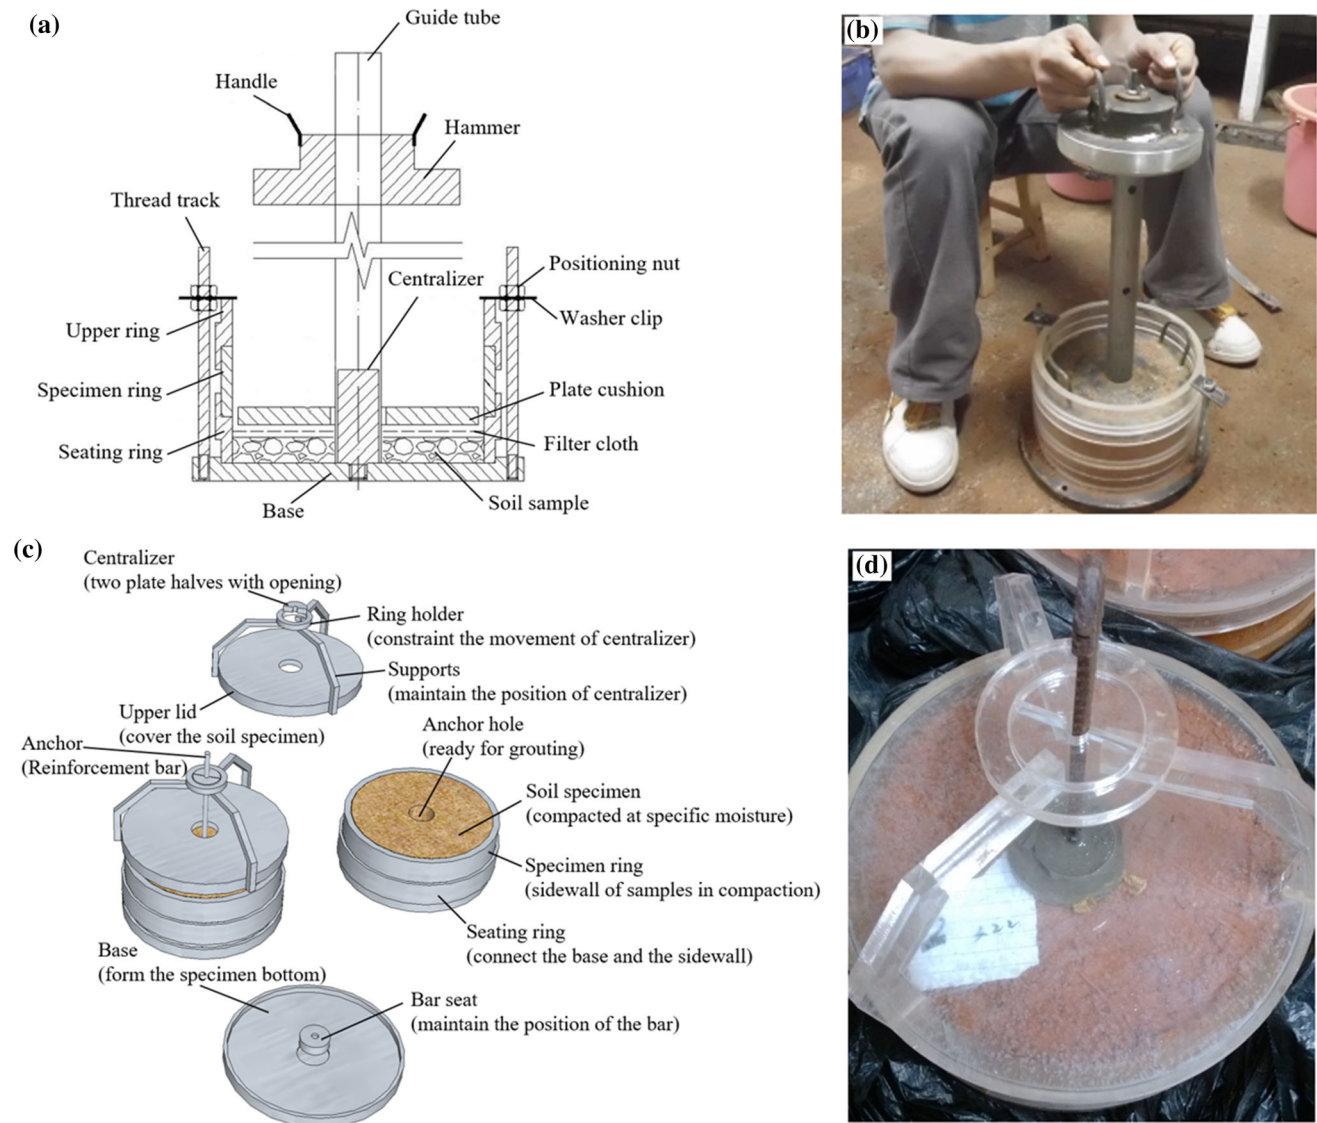 (a)
Guide tube
Handle
Hammer
Thread track
Positioning nut
Centralizer
Washer clip
Upper ring
Specimen ring
Plate cushion
Seating ring
Filter cloth
Soil sample
Base
(b)
(c)
Centralizer
(two plate halves with opening)
Ring holder
(constraint the movement of centralizer)
Supports
(maintain the position of centralizer)
Upper lid
(cover the soil specimen)
Anchor hole
(ready for grouting)
Anchor
(Reinforcement bar)
Soil specimen
(compacted at specific moisture)
Specimen ring
(sidewall of samples in compaction)
Seating ring
(connect the base and the sidewall)
Base
(form the specimen bottom)
Bar seat
(maintain the position of the bar)
(d)